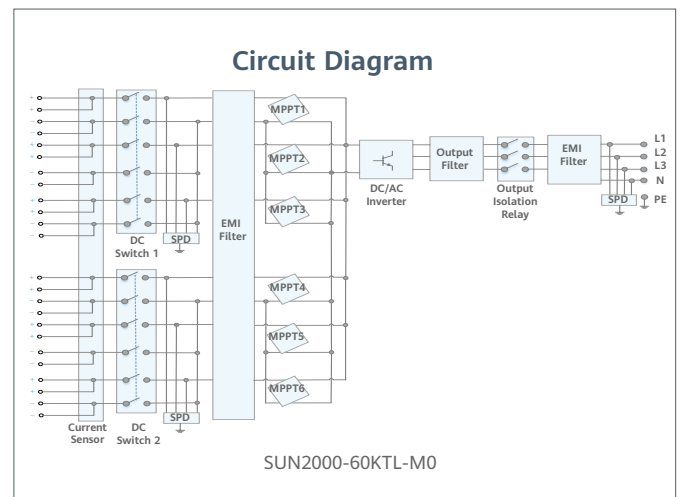 Circuit Diagram
MPPT1
MPPT2
MPPT3
MPPT4
MPPT5
MPPT6
EMI
Filter
DC
Switch 1
SPD
DC
Switch 2
SPD
Current
Sensor
DC/AC
Inverter
Output
Filter
Output
Isolation
Relay
EMI
Filter
L1
L2
L3
N
PE
SPD
SUN2000-60KTL-M0